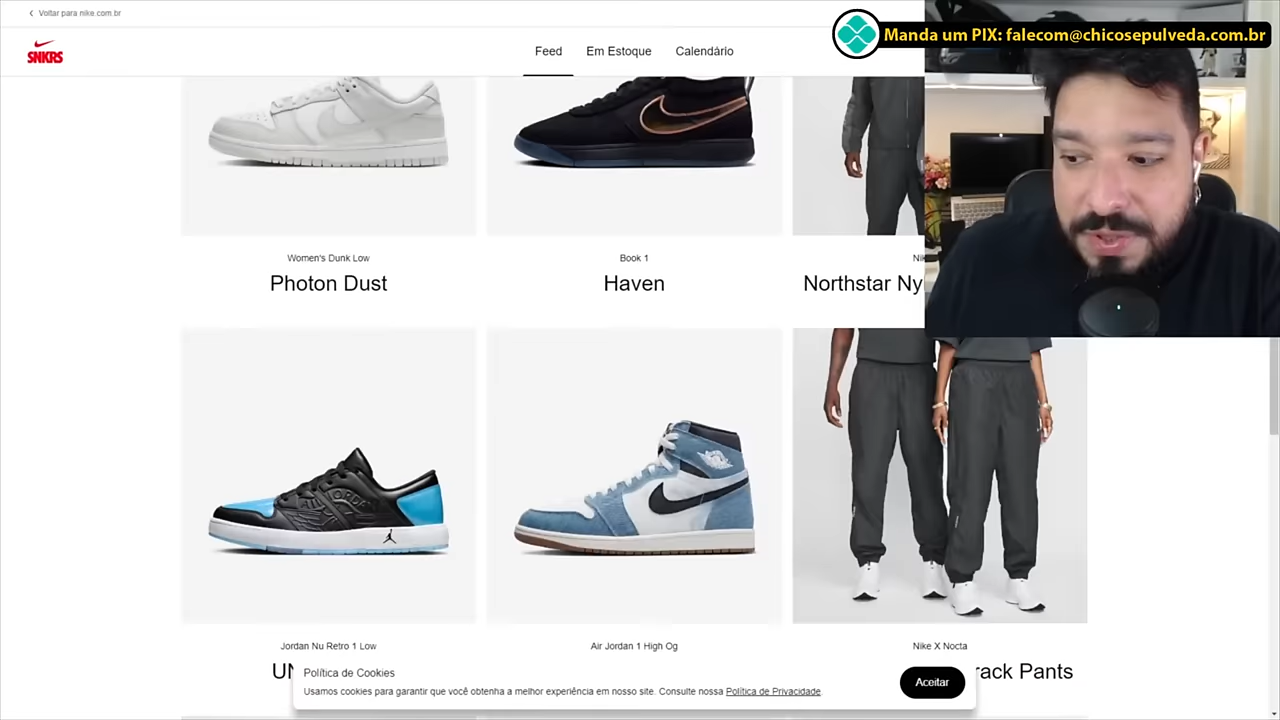 Voltar para nike.com.br
Manda um PIX: falecom@chicosepulveda.com.br
SNKRS
Feed
Em Estoque
Calendário
Women's Dunk Low
Photon Dust
Book 1
Haven
Northstar
Jordan Nu Retro 1 Low
Air Jordan 1 High Og
Nike X Nocta
Pants
Política de Cookies
Usamos cookies para garantir que você obtenha a melhor experiência em nosso site. Consulte nossa Política de Privacidade.
Aceitar